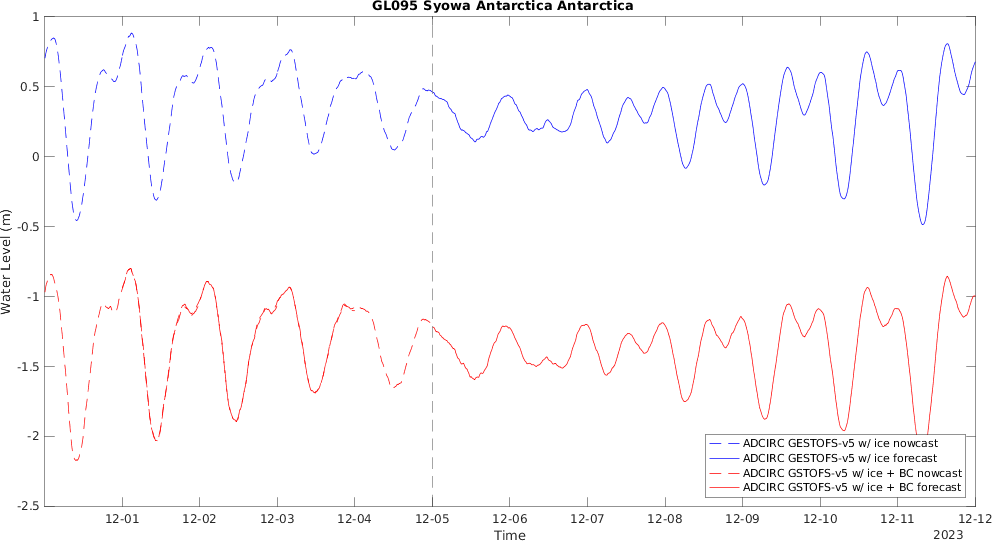 GL095 Syowa Antarctica Antarctica
1
0.5
0
-0.5
-1
-1.5
-2
-2.5
Water Level (m)
ADCIRC GESTOFS-v5 w/ ice nowcast
ADCIRC GESTOFS-v5 w/ ice forecast
ADCIRC GSTOFS-v5 w/ ice + BC nowcast
ADCIRC GSTOFS-v5 w/ ice + BC forecast
12-01 12-02 12-03 12-04 12-05 12-06 12-07 12-08 12-09 12-10 12-11 12-12
Time
2023